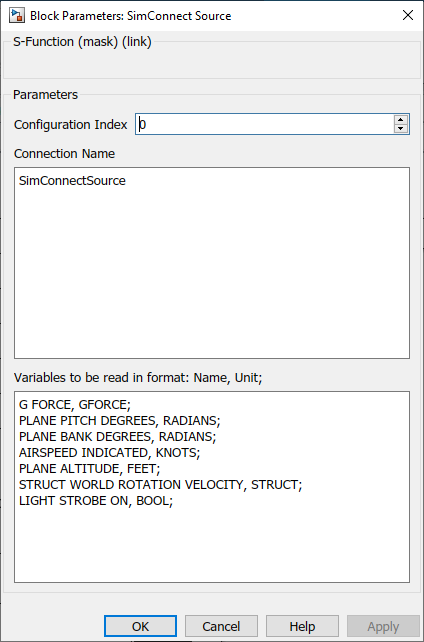 Block Parameters: SimConnect Source
S-Function (mask) (link)
Parameters
Configuration Index 0
Connection Name
SimConnectSource
Variables to be read in format: Name, Unit;
G FORCE, GFORCE;
PLANE PITCH DEGREES, RADIANS;
PLANE BANK DEGREES, RADIANS;
AIRSPEED INDICATED, KNOTS;
PLANE ALTITUDE, FEET;
STRUCT WORLD ROTATION VELOCITY, STRUCT;
LIGHT STROBE ON, BOOL;
OK Cancel Help Apply